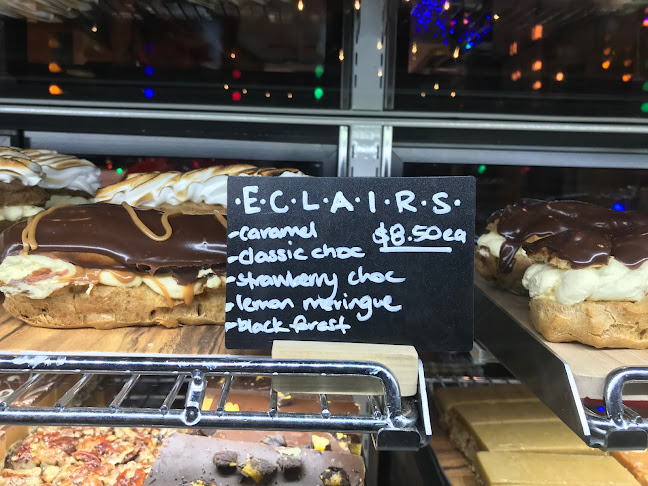 ·E·C·L·A·I·R·S·
-caramel $8.50ea
-classic choc
-strawberry choc
-lemon meringue
-black forest